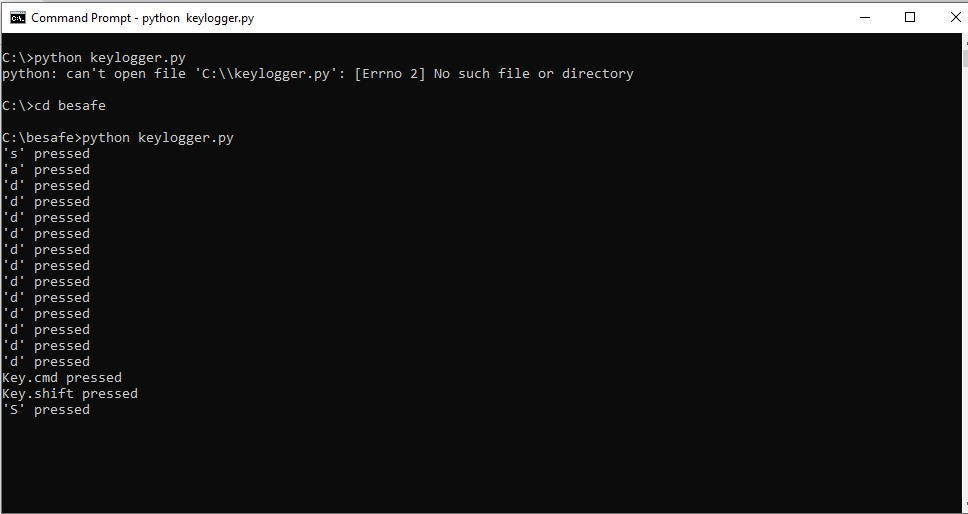 Command Prompt - python  keylogger.py
C:\>python keylogger.py
python: can't open file 'C:\\keylogger.py': [Errno 2] No such file or directory
C:\>cd besafe
C:\besafe>python keylogger.py
's' pressed
'a' pressed
'd' pressed
'd' pressed
'd' pressed
'd' pressed
'd' pressed
'd' pressed
'd' pressed
'd' pressed
'd' pressed
'd' pressed
'd' pressed
'd' pressed
Key.cmd pressed
Key.shift pressed
'S' pressed